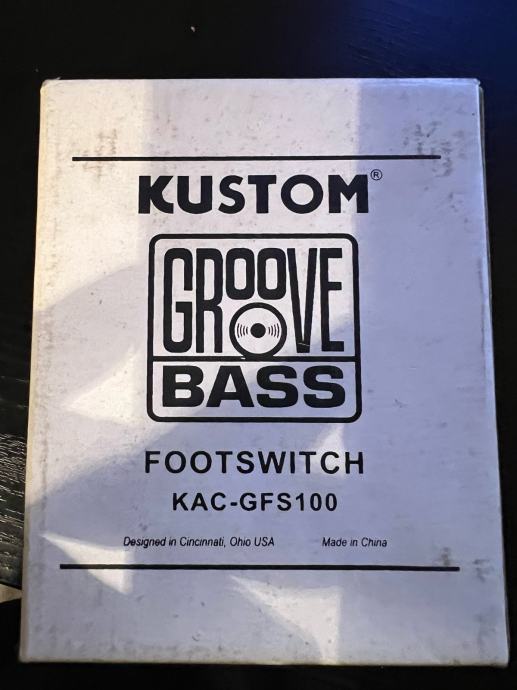 KUSTOM®
GROOVE
BASS
FOOTSWITCH
KAC-GFS100
Designed in Cincinnati, Ohio USA Made in China